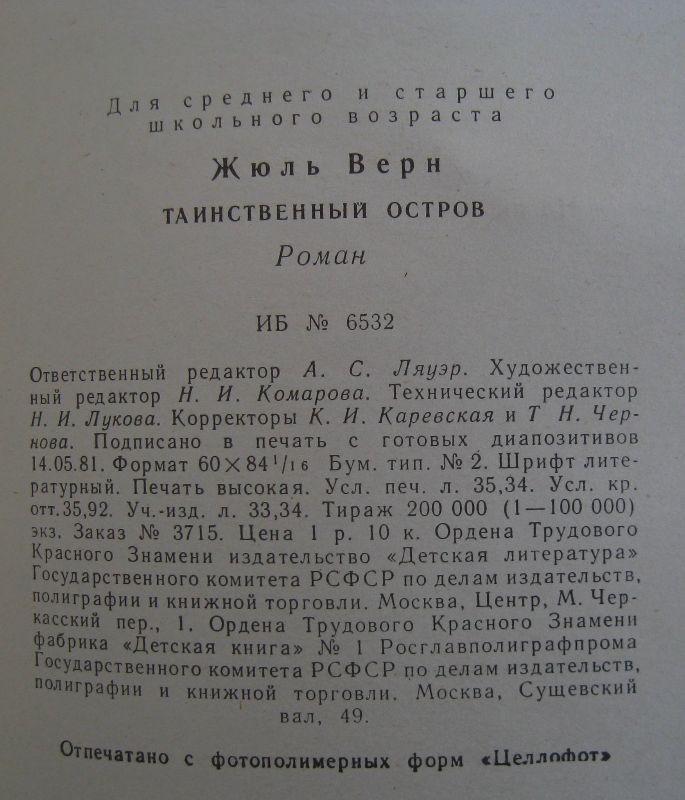 Для среднего и старшего
школьного возраста
Жюль Верн
ТАИНСТВЕННЫЙ ОСТРОВ
Роман
ИБ № 6532
Ответственный редактор А. С. Ляуэр. Художествен-
ный редактор Н. И. Комарова. Технический редактор
Н. И. Лукова. Корректоры К. И. Каревская и Т Н. Чер-
нова. Подписано в печать с готовых диапозитивов
14.05.81. Формат 60×84 1/16 Бум. тип. № 2. Шрифт лите-
ратурный. Печать высокая. Усл. печ. л. 35,34. Усл. кр.
отт. 35,92. Уч.-изд. л. 33,34. Тираж 200 000 (1—100 000)
экз. Заказ № 3715. Цена 1 р. 10 к. Ордена Трудового
Красного Знамени издательство «Детская литература»
Государственного комитета РСФСР по делам издательств,
полиграфии и книжной торговли. Москва, Центр, М. Чер-
касский пер., 1. Ордена Трудового Красного Знамени
фабрика «Детская книга» № 1 Росглавполиграфпрома
Государственного комитета РСФСР по делам издательств,
полиграфии и книжной торговли. Москва, Сущевский
вал, 49.
Отпечатано с фотополимерных форм «Целлофот»